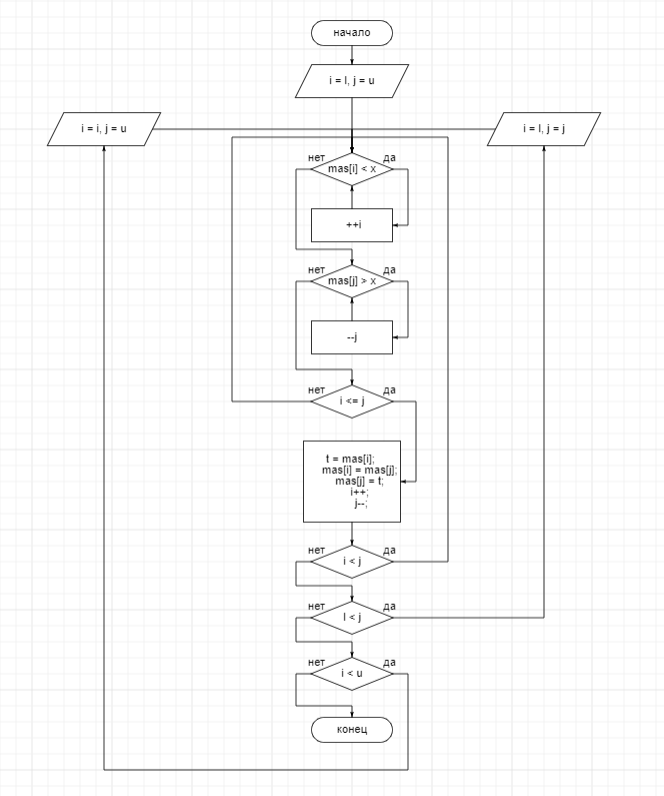 начало
i = l, j = u
i = i, j = u
i = l, j = j
нет
да
mas[i] < x
++i
нет
да
mas[j] > x
--j
нет
да
i <= j
t = mas[i];
mas[i] = mas[j];
mas[j] = t;
i++;
j--;
нет
да
i < j
нет
да
l < j
нет
да
i < u
конец